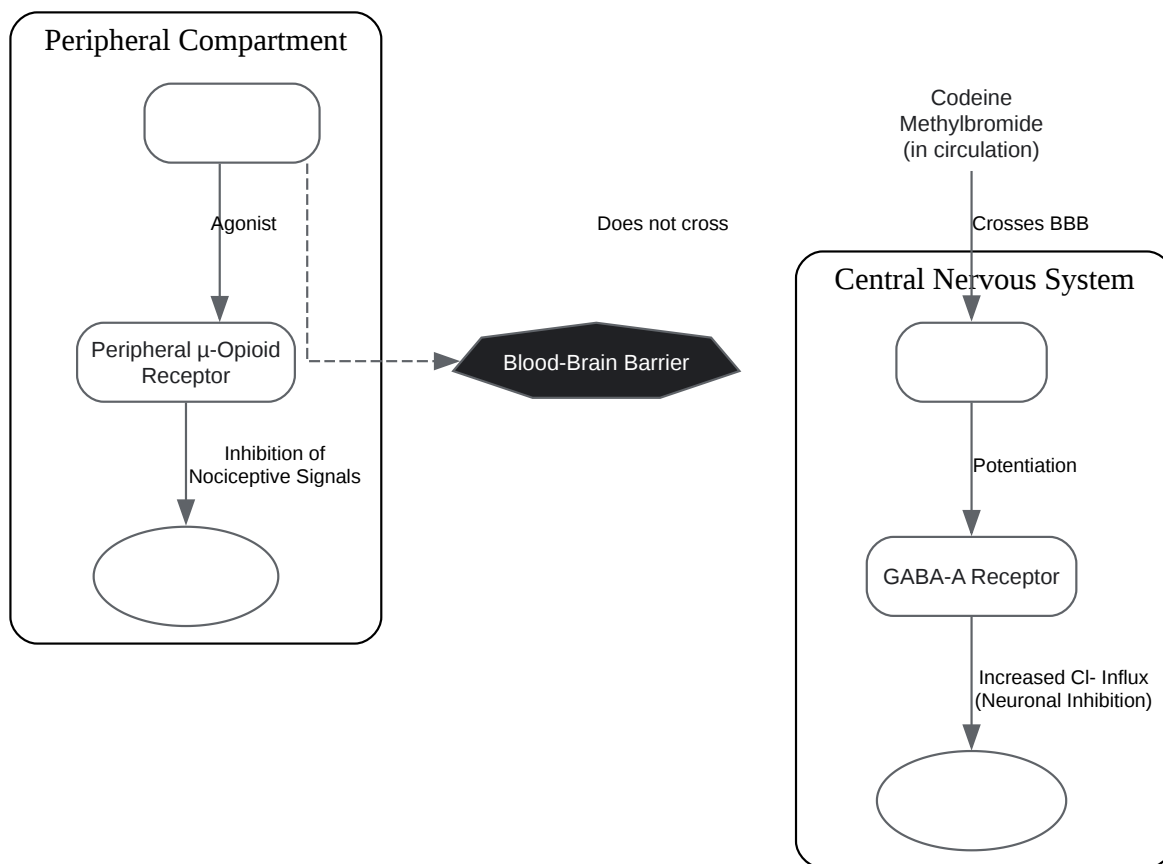 Peripheral Compartment
Agonist
Peripheral µ-Opioid
Receptor
Inhibition of
Nociceptive Signals
Does not cross
Blood-Brain Barrier
Codeine
Methylbromide
(in circulation)
Crosses BBB
Central Nervous System
Potentiation
GABA-A Receptor
Increased Cl- Influx
(Neuronal Inhibition)